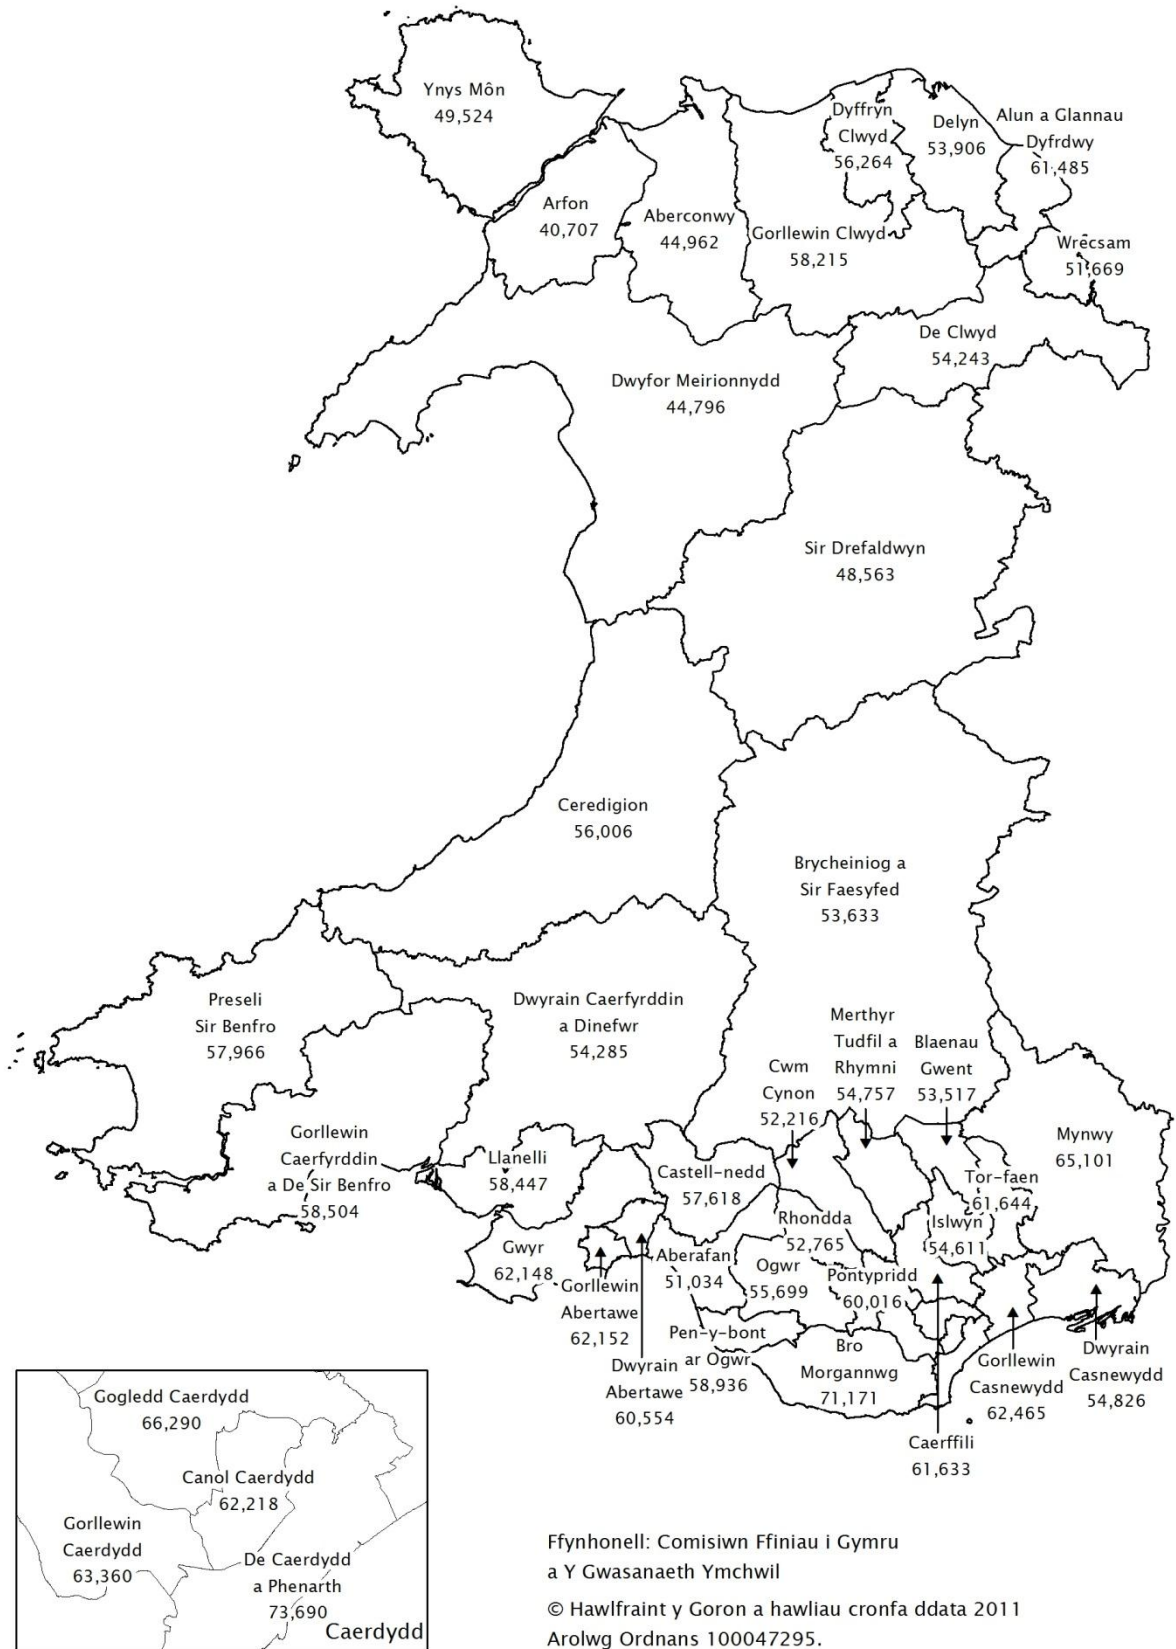 Ynys Môn
49,524
Dyffryn
Clwyd
56,264
Delyn
53,906
Alun a Glannau
Dyfrdwy
61,485
Arfon
40,707
Aberconwy
44,962
Gorllewin Clwyd
58,215
Wrecsam
51,669
De Clwyd
54,243
Dwyfor Meirionnydd
44,796
Sir Drefaldwyn
48,563
Ceredigion
56,006
Brycheiniog a
Sir Faesyfed
53,633
Preseli
Sir Benfro
57,966
Dwyrain Caerfyrddin
a Dinefwr
54,285
Cwm
Cynon
52,216
Merthyr
Tudfil a
Rhymni
54,757
Blaenau
Gwent
53,517
Mynwy
65,101
Gorllewin
Caerfyrddin
a De Sir Benfro
58,504
Llanelli
58,447
Castell-nedd
57,618
Tor-faen
61,644
Rhondda
52,765
Islwyn
54,611
Gwyr
62,148
Gorllewin
Abertawe
62,152
Dwyrain
Abertawe
60,554
Aberafan
51,034
Ogwr
55,699
Pontypridd
60,016
Pen-y-bont
ar Ogwr
58,936
Bro
Morgannwg
71,171
Caerffili
61,633
Gorllewin
Casnewydd
62,465
Dwyrain
Casnewydd
54,826
Gogledd Caerdydd
66,290
Canol Caerdydd
62,218
Gorllewin
Caerdydd
63,360
De Caerdydd
a Phenarth
73,690
Caerdydd
Ffynhonell: Comisiwn Ffiniau i Gymru
a Y Gwasanaeth Ymchwil
© Hawlfraint y Goron a hawliau cronfa ddata 2011
Arolwg Ordnans 100047295.